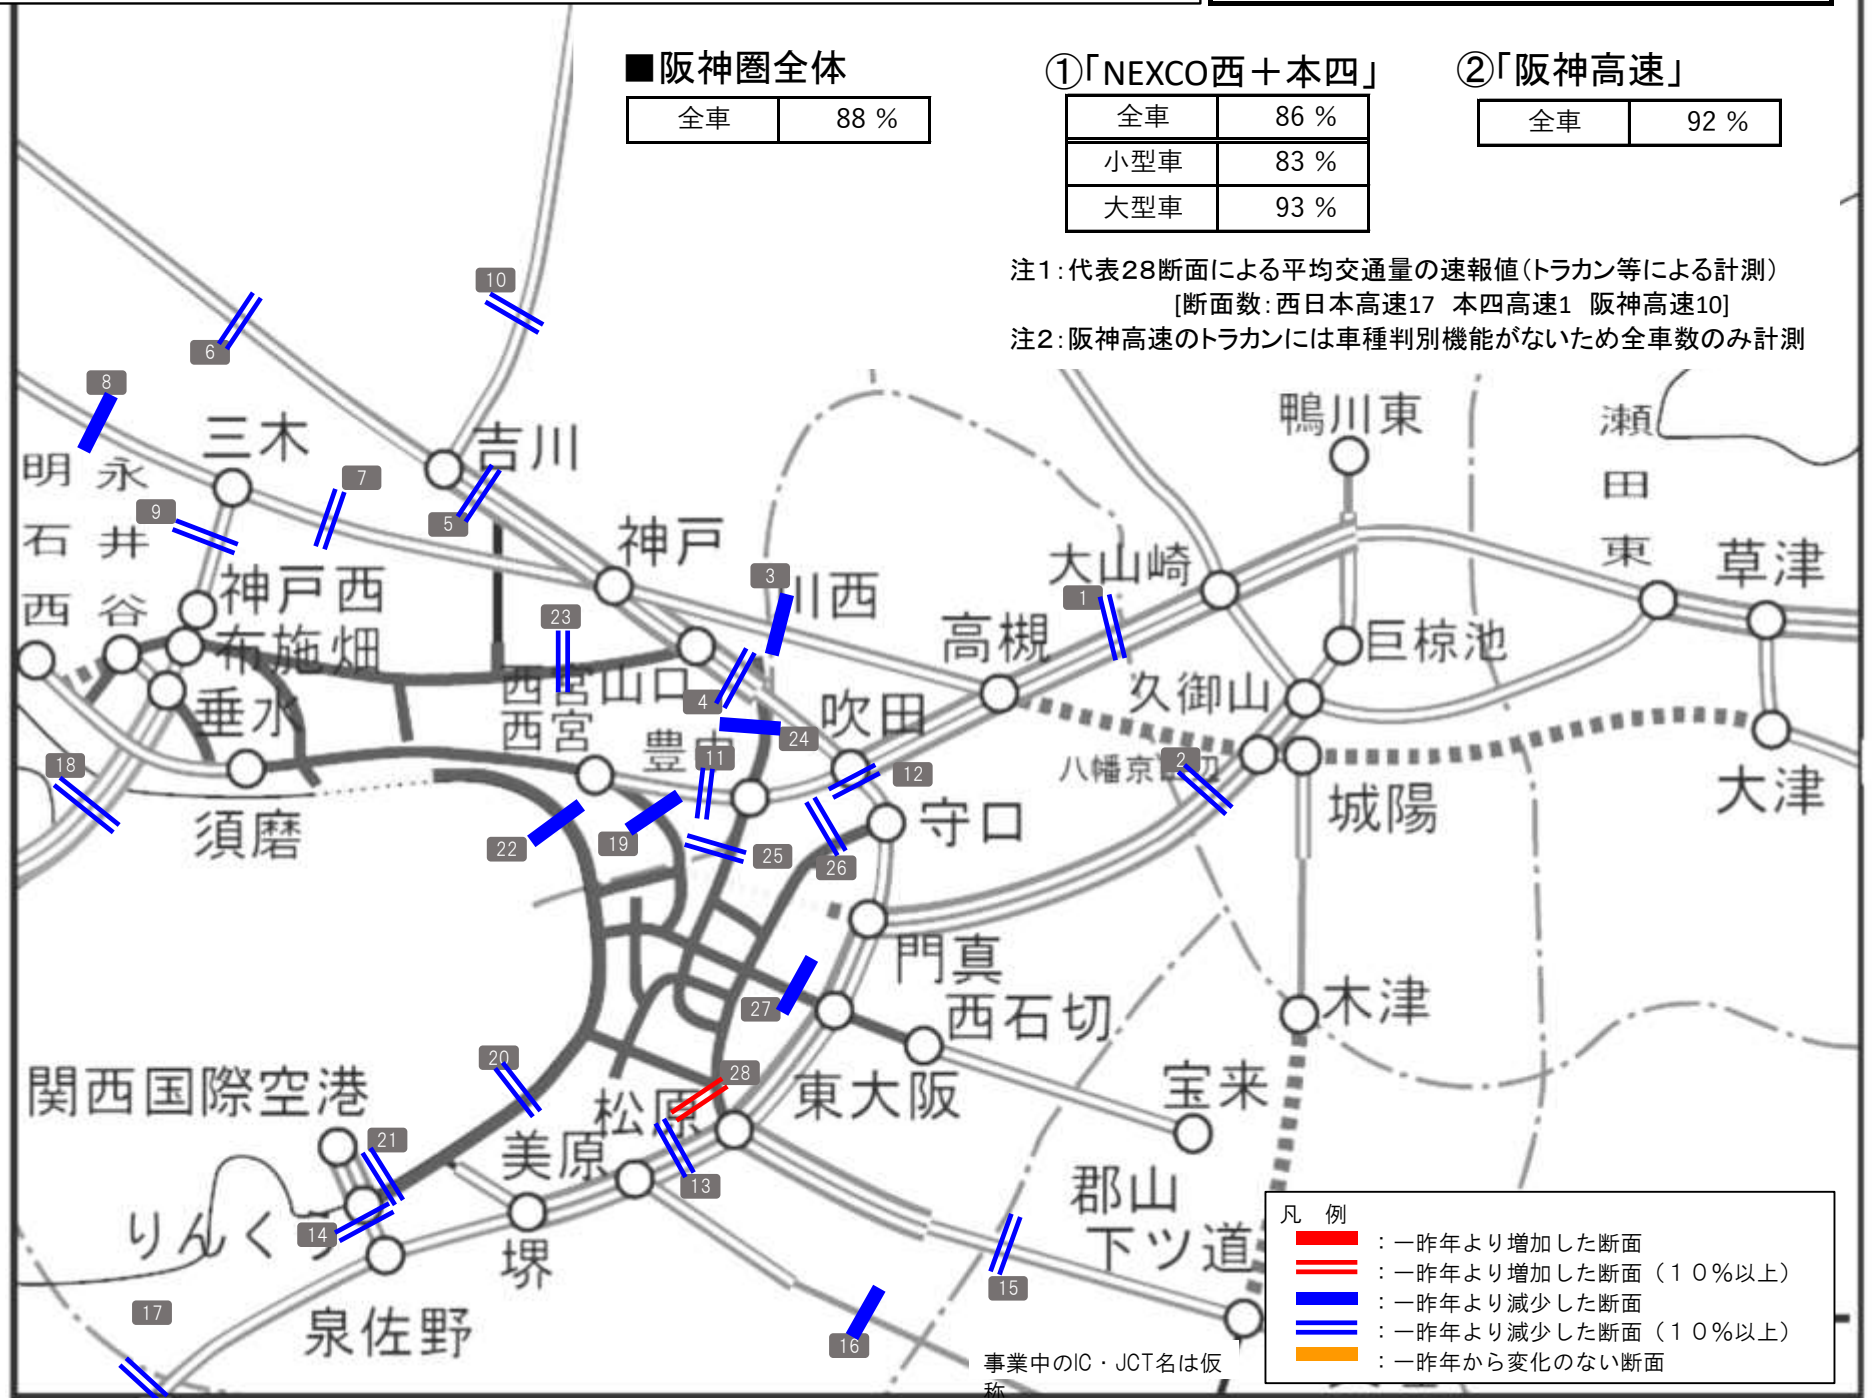 ■阪神圏全体
全車 88 %
①「NEXCO西＋本四」
全車 86 %
小型車 83 %
大型車 93 %
②「阪神高速」
全車 92 %
注1：代表28断面による平均交通量の速報値（トラカン等による計測）
[断面数：西日本高速17 本四高速1 阪神高速10]
注2：阪神高速のトラカンには車種判別機能がないため全車数のみ計測
10
6
8
三木
吉川
鴨川東
瀬田東
明石西
永井谷
7
9
5
神戸
3
川西
大山崎
1
草津
神戸西
布施畑
23
高槻
巨椋池
垂水
西宮山口
4
久御山
西宮
吹田
24
豊中
11
18
12
八幡京田辺
2
大津
須磨
守口
城陽
22
19
25
26
門真
27
西石切
木津
20
関西国際空港
28
松原
東大阪
宝来
21
美原
13
郡山
下ツ道
りんくう
14
堺
15
17
泉佐野
16
凡 例
：一昨年より増加した断面
：一昨年より増加した断面（１０％以上）
：一昨年より減少した断面
：一昨年より減少した断面（１０％以上）
：一昨年から変化のない断面
事業中のIC・JCT名は仮
称